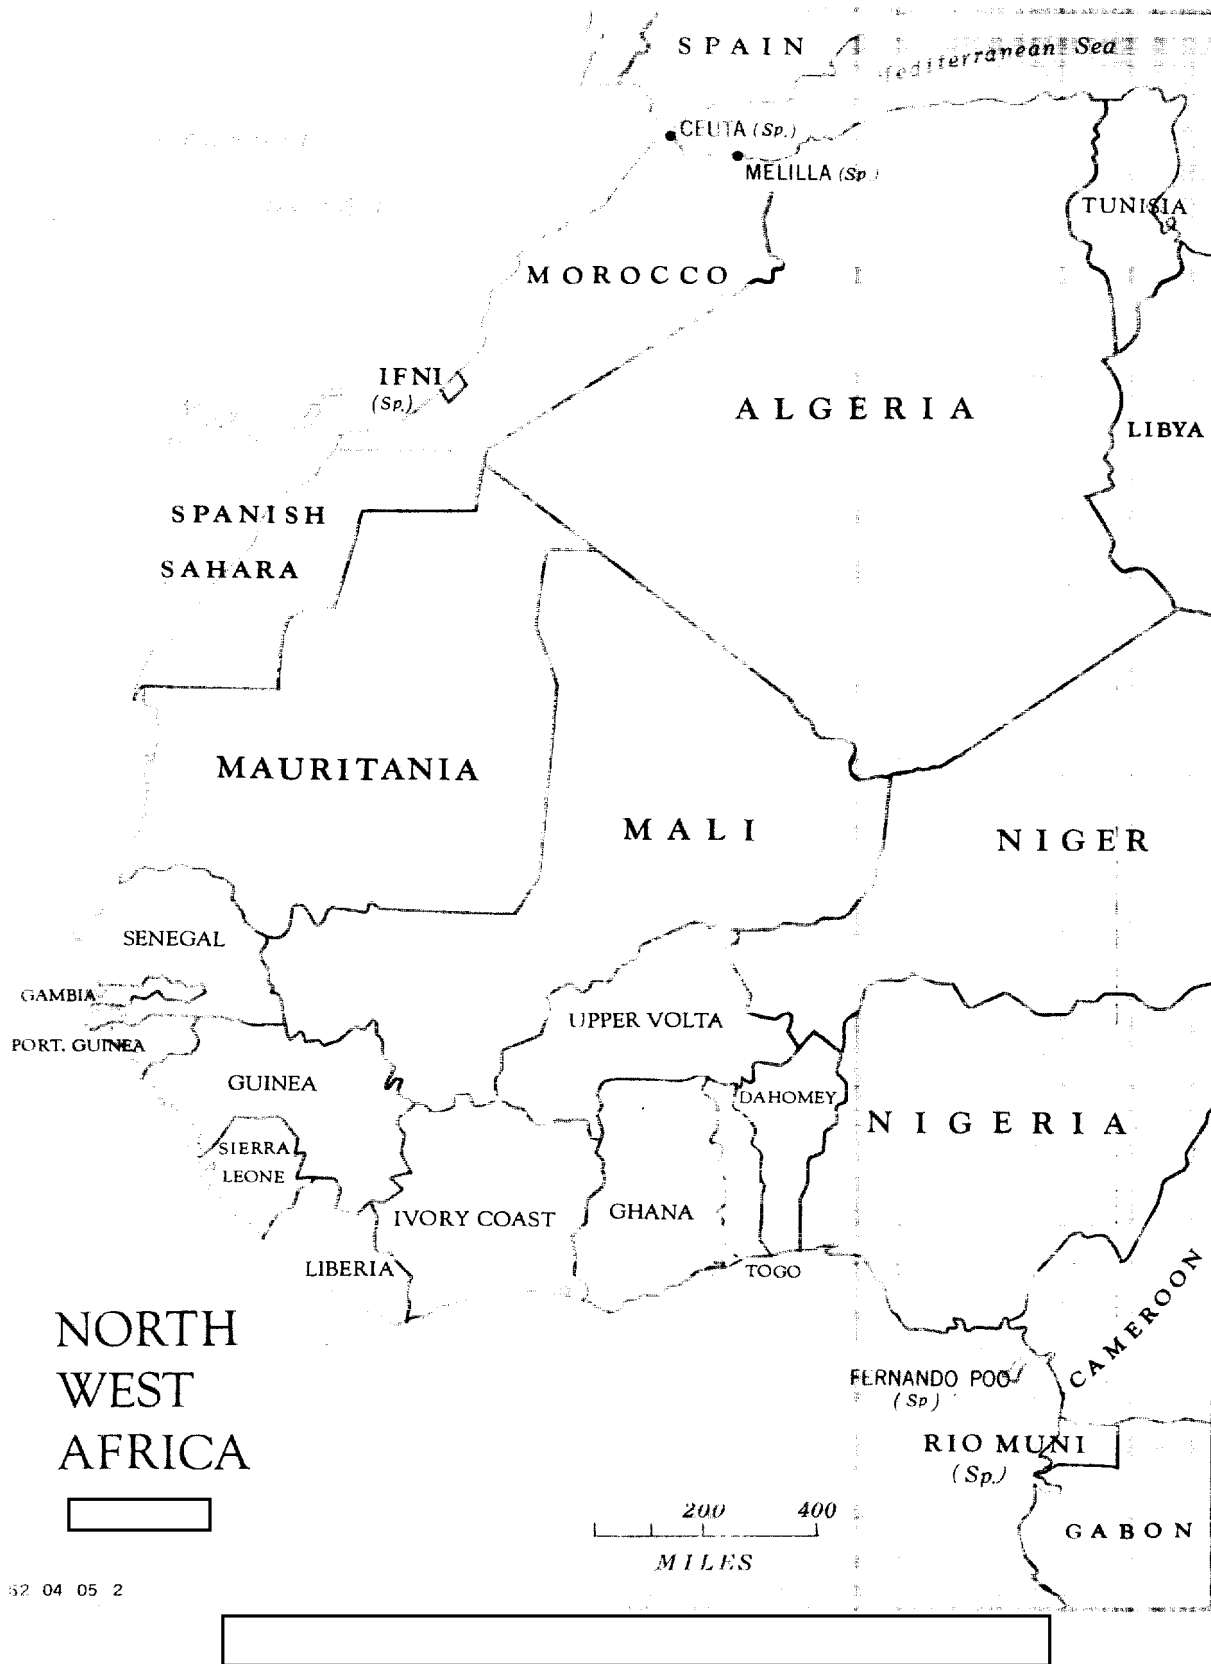 SPAIN
Mediterranean Sea
CEUTA (Sp.)
MELILLA (Sp.)
TUNISIA
MOROCCO
IFNI
(Sp.)
ALGERIA
LIBYA
SPANISH
SAHARA
MAURITANIA
MALI
NIGER
SENEGAL
GAMBIA
UPPER VOLTA
PORT. GUINEA
GUINEA
DAHOMEY
NIGERIA
SIERRA
LEONE
IVORY COAST
GHANA
LIBERIA
TOGO
CAMEROON
NORTH
WEST
AFRICA
FERNANDO POO
(Sp)
RIO MUNI
(Sp.)
GABON
200 400
MILES
52 04 05 2